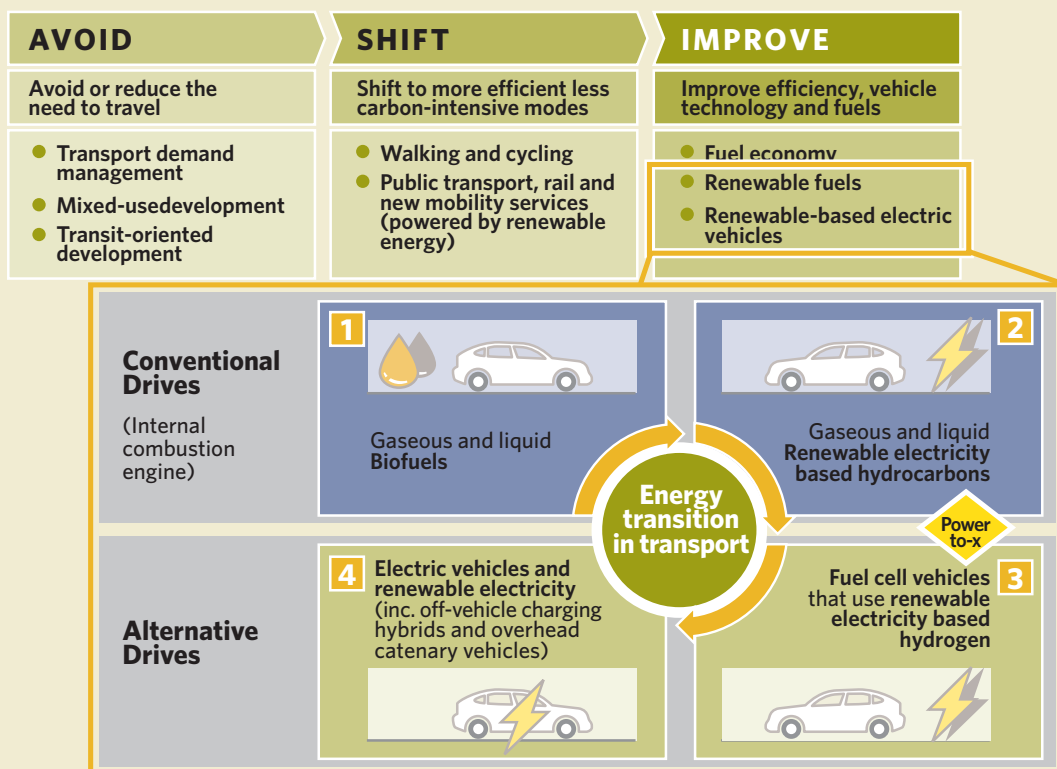 AVOID
SHIFT
IMPROVE
Avoid or reduce the
need to travel
Shift to more efficient less
carbon-intensive modes
Improve efficiency, vehicle
technology and fuels
Transport demand
management
Mixed-usedevelopment
Transit-oriented
development
Walking and cycling
Public transport, rail and
new mobility services
(powered by renewable
energy)
Fuel economy
Renewable fuels
Renewable-based electric
vehicles
Conventional
Drives
(Internal
combustion
engine)
1
Gaseous and liquid
Biofuels
2
Gaseous and liquid
Renewable electricity
based hydrocarbons
Energy
transition
in transport
Power
to-x
Alternative
Drives
4
Electric vehicles and
renewable electricity
(inc. off-vehicle charging
hybrids and overhead
catenary vehicles)
3
Fuel cell vehicles
that use renewable
electricity based
hydrogen